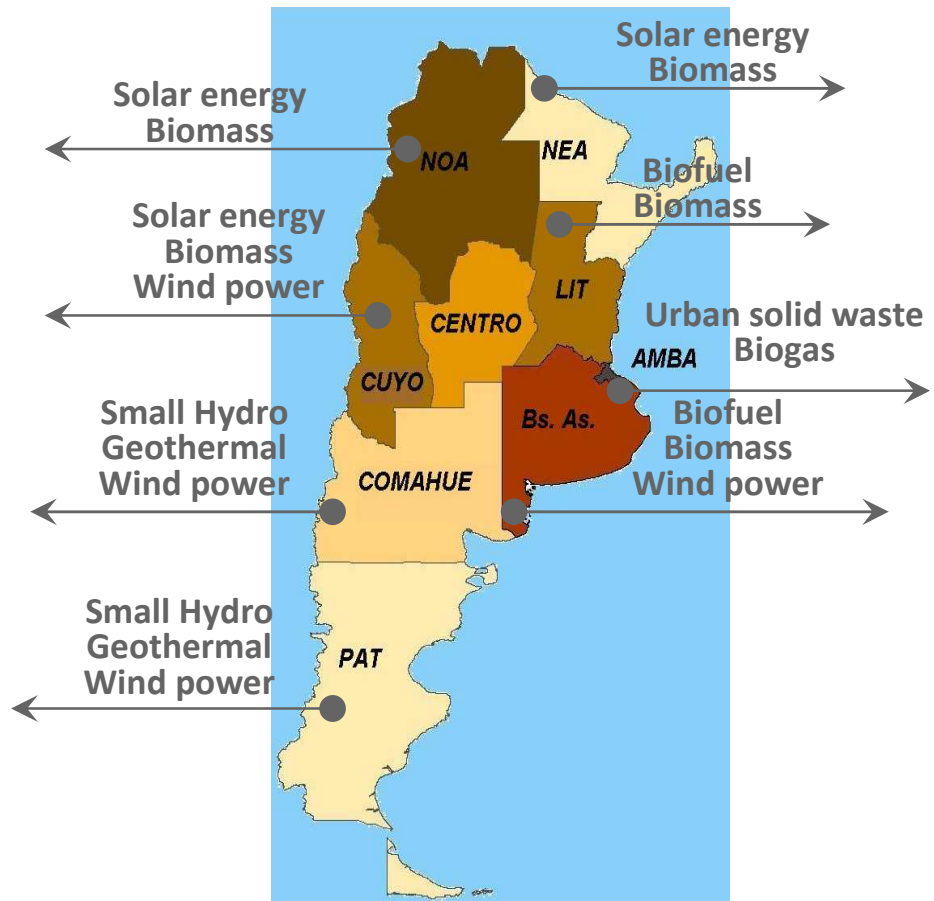 Solar energy
Biomass
Solar energy
Biomass
NOA
NEA
Biofuel
Biomass
Solar energy
Biomass
Wind power
LIT
CENTRO
Urban solid waste
Biogas
AMBA
CUYO
Small Hydro
Geothermal
Wind power
Bs. As.
Biofuel
Biomass
Wind power
COMAHUE
Small Hydro
Geothermal
Wind power
PAT